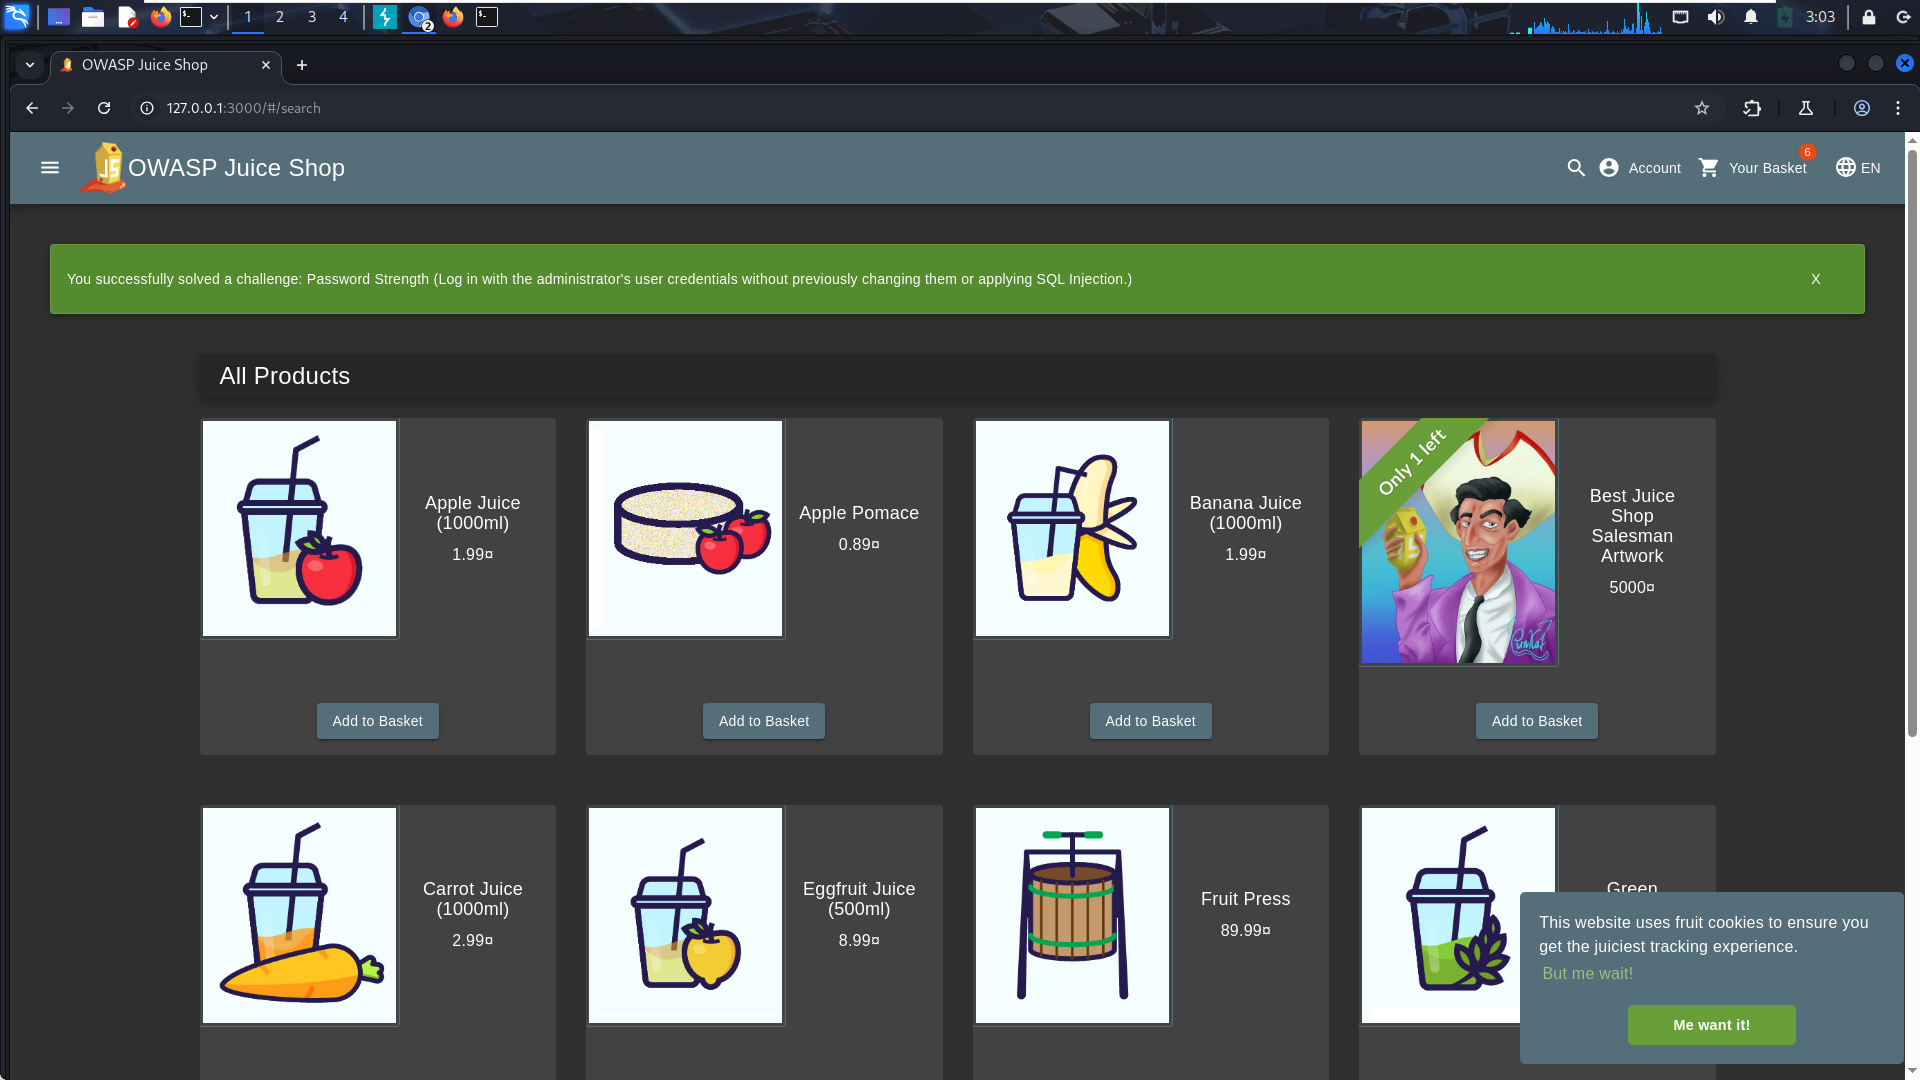 1 2 3 4
2
3:03
OWASP Juice Shop
127.0.0.1:3000/#/search
OWASP Juice Shop
Account
Your Basket
6
EN
You successfully solved a challenge: Password Strength (Log in with the administrator's user credentials without previously changing them or applying SQL Injection.)
X
All Products
Apple Juice
(1000ml)
1.99¤
Add to Basket
Apple Pomace
0.89¤
Add to Basket
Banana Juice
(1000ml)
1.99¤
Add to Basket
Only 1 left
Best Juice
Shop
Salesman
Artwork
5000¤
Add to Basket
Carrot Juice
(1000ml)
2.99¤
Eggfruit Juice
(500ml)
8.99¤
Fruit Press
89.99¤
Green
This website uses fruit cookies to ensure you
get the juiciest tracking experience.
But me wait!
Me want it!